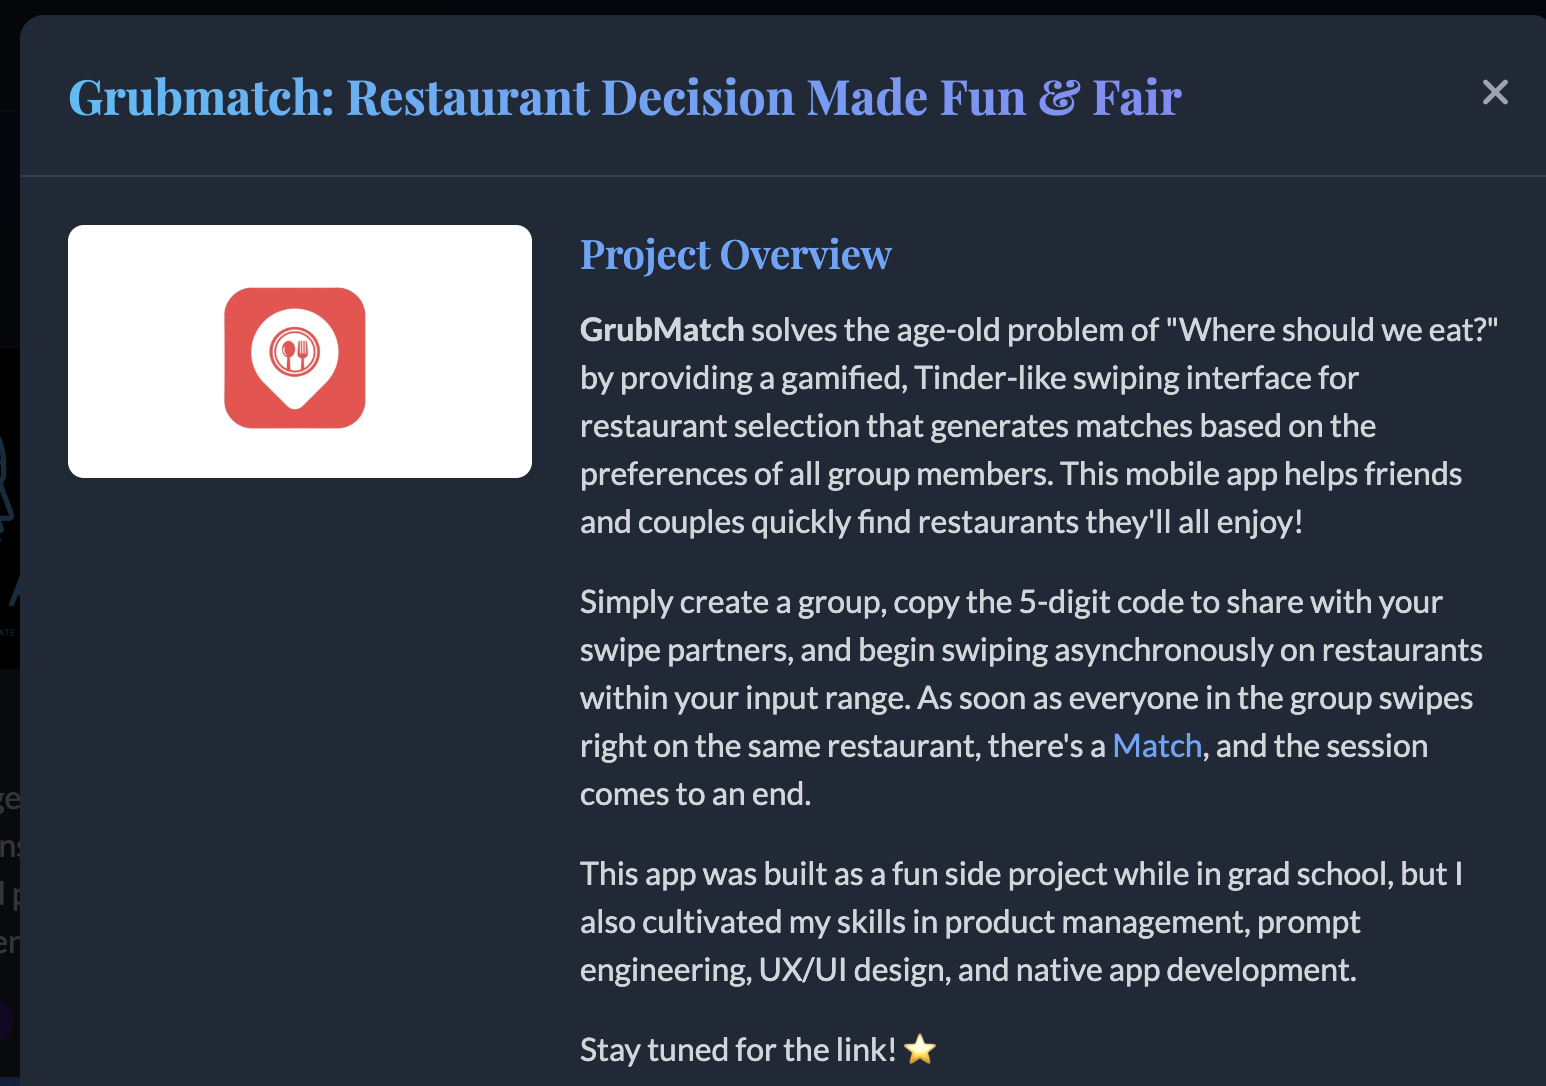 Grubmatch: Restaurant Decision Made Fun & Fair
Project Overview
GrubMatch solves the age-old problem of "Where should we eat?"
by providing a gamified, Tinder-like swiping interface for
restaurant selection that generates matches based on the
preferences of all group members. This mobile app helps friends
and couples quickly find restaurants they'll all enjoy!
Simply create a group, copy the 5-digit code to share with your
swipe partners, and begin swiping asynchronously on restaurants
within your input range. As soon as everyone in the group swipes
right on the same restaurant, there's a Match, and the session
comes to an end.
This app was built as a fun side project while in grad school, but I
also cultivated my skills in product management, prompt
engineering, UX/UI design, and native app development.
Stay tuned for the link! ⭐